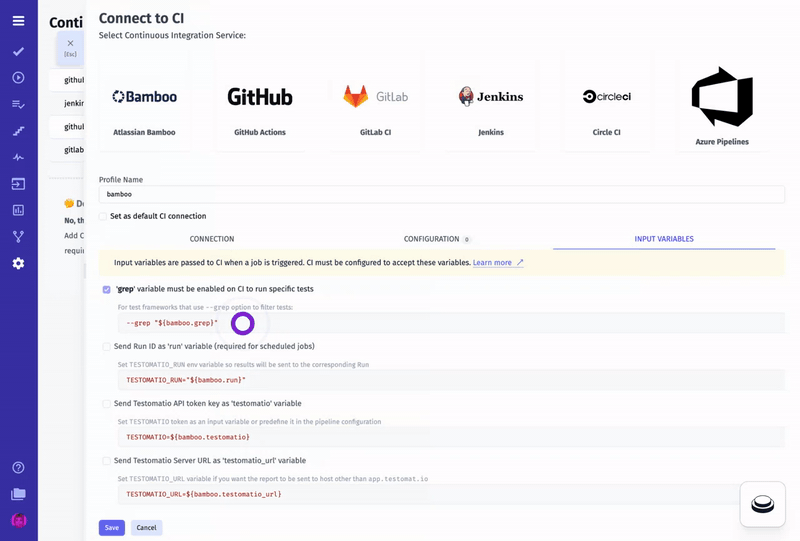 Conti
Connect to CI
Select Continuous Integration Service:
(Esc)
github
jenkin
github
gitlab
Bamboo
Atlassian Bamboo
GitHub
GitHub Actions
GitLab
GitLab CI
Jenkins
Jenkins
circleci
Circle CI
Azure Pipelines
Profile Name
bamboo
Set as default CI connection
No, th
Add C
requir
CONNECTION
CONFIGURATION 0
INPUT VARIABLES
Input variables are passed to CI when a job is triggered. CI must be configured to accept these variables. Learn more
'grep' variable must be enabled on CI to run specific tests
For test frameworks that use --grep option to filter tests:
--grep "${bamboo.grep}"
Send Run ID as 'run' variable (required for scheduled jobs)
Set TESTOMATIO_RUN env variable so results will be sent to the corresponding Run
TESTOMATIO_RUN="${bamboo.run}"
Send Testomatio API token key as 'testomatio' variable
Set TESTOMATIO token as an input variable or predefine it in the pipeline configuration
TESTOMATIO=${bamboo.testomatio}
Send Testomatio Server URL as 'testomatio_url' variable
Set TESTOMATIO_URL variable if you want the report to be sent to host other than app.testomat.io
TESTOMATIO_URL=${bamboo.testomatio_url}
Save
Cancel